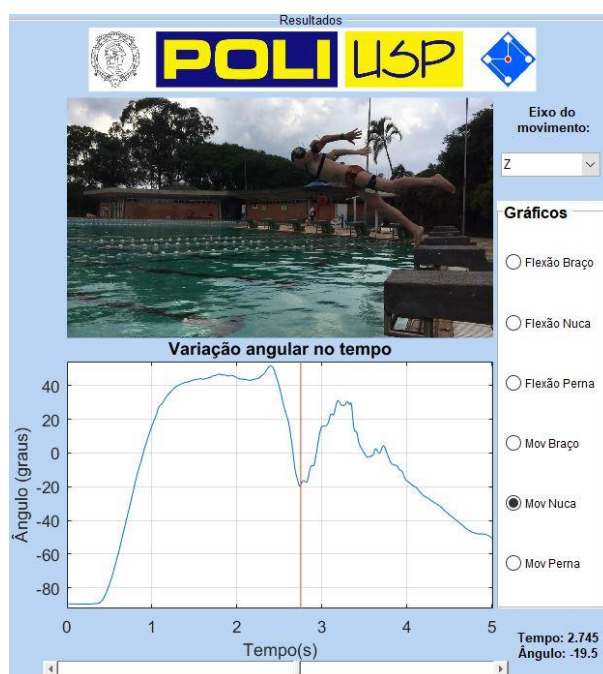 Resultados
POLI USP
Eixo do
movimento:
Z
Gráficos
Flexão Braço
Flexão Nuca
Flexão Perna
Mov Braço
Mov Nuca
Mov Perna
Variação angular no tempo
Ângulo (graus)
40
20
0
-20
-40
-60
-80
0 1 2 3 4 5
Tempo(s)
Tempo: 2.745
Ângulo: -19.5